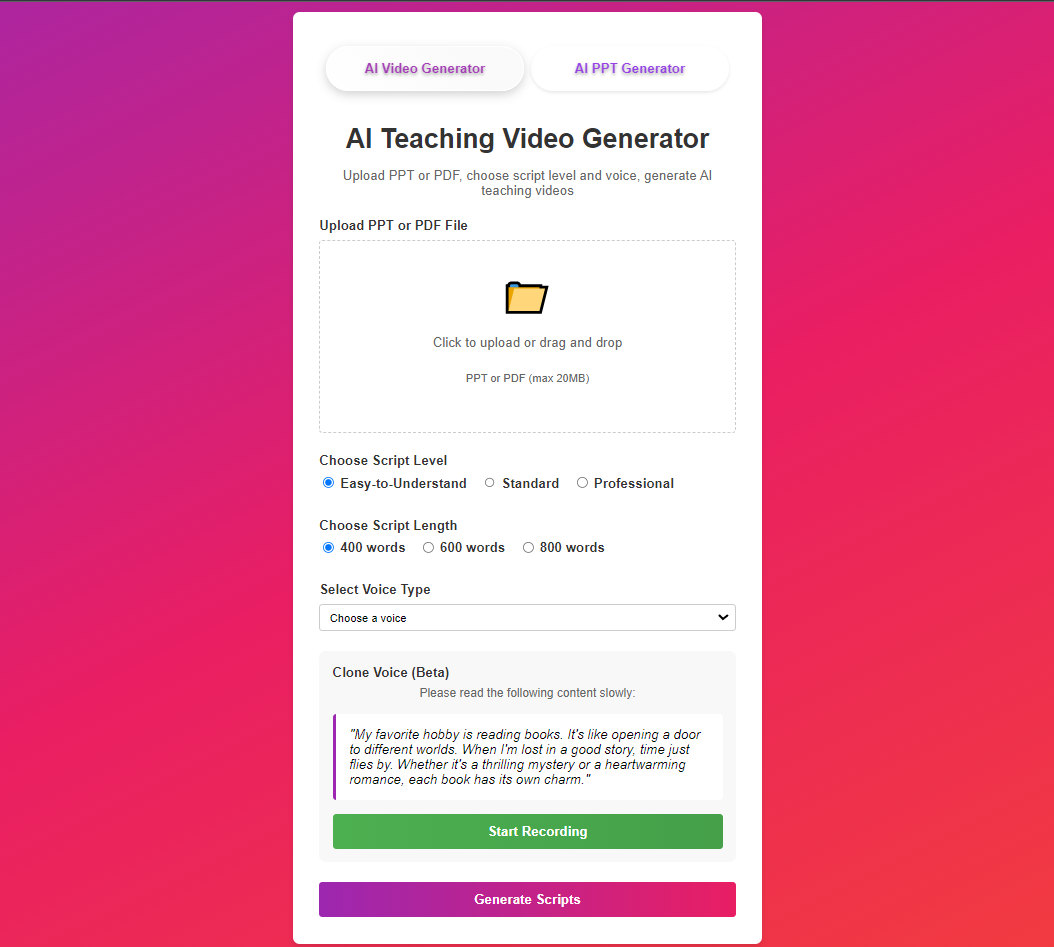 AI Video Generator
AI PPT Generator
AI Teaching Video Generator
Upload PPT or PDF, choose script level and voice, generate AI
teaching videos
Upload PPT or PDF File
Click to upload or drag and drop
PPT or PDF (max 20MB)
Choose Script Level
Easy-to-Understand Standard Professional
Choose Script Length
400 words 600 words 800 words
Select Voice Type
Choose a voice
Clone Voice (Beta)
Please read the following content slowly:
"My favorite hobby is reading books. It's like opening a door
to different worlds. When I'm lost in a good story, time just
flies by. Whether it's a thrilling mystery or a heartwarming
romance, each book has its own charm."
Start Recording
Generate Scripts